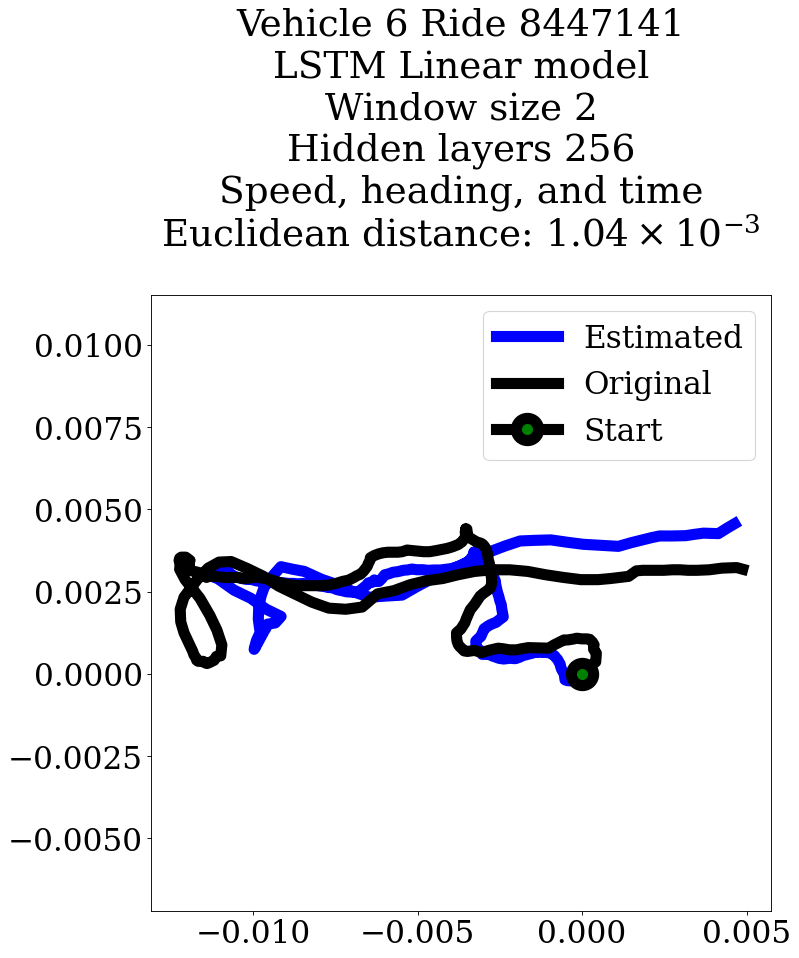 Vehicle 6 Ride 8447141
LSTM Linear model
Window size 2
Hidden layers 256
Speed, heading, and time
Euclidean distance: 1.04 × 10⁻³
Estimated
Original
Start
0.0100
0.0075
0.0050
0.0025
0.0000
−0.0025
−0.0050
−0.010 −0.005 0.000 0.005